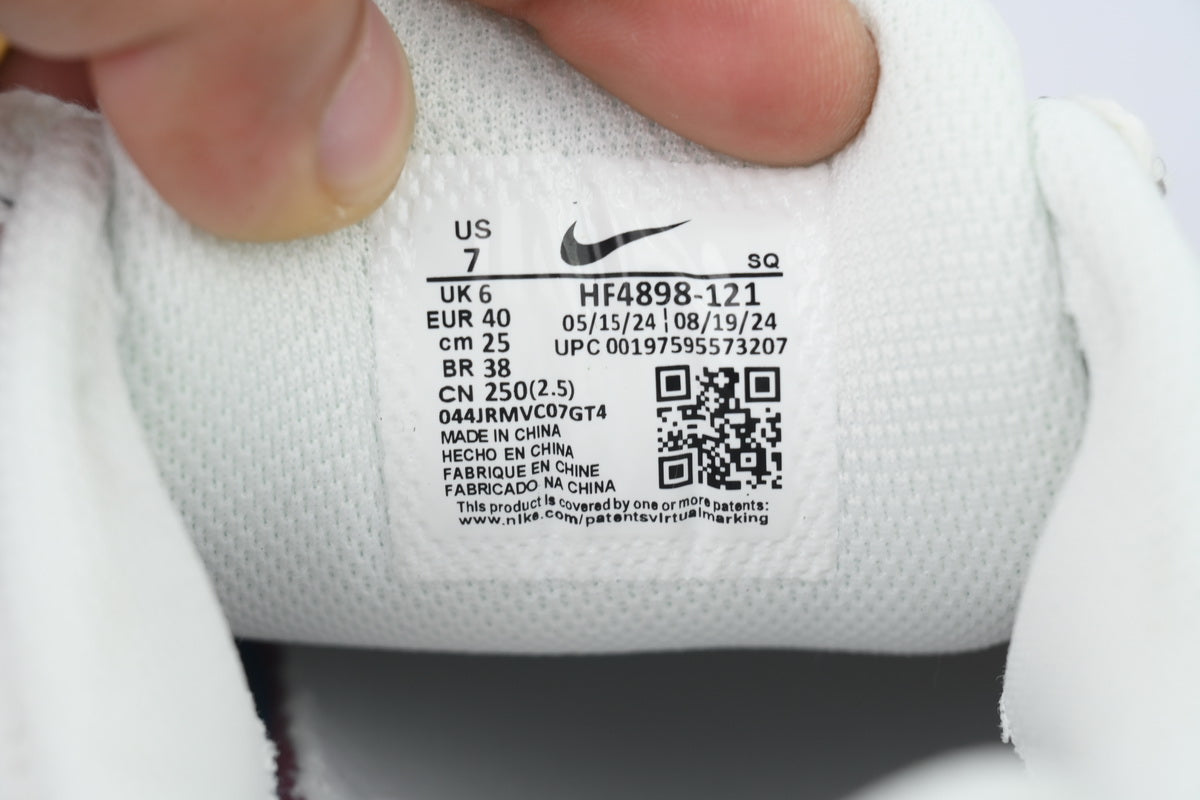 US
7
SQ
UK 6
EUR 40
cm 25
BR 38
CN 250(2.5)
HF4898-121
05/15/24 ¦ 08/19/24
UPC 00197595573207
044JRMVC07GT4
MADE IN CHINA
HECHO EN CHINA
FABRIQUE EN CHINE
FABRICADO NA CHINA
This product is covered by one or more patents:
www.nike.com/patentsvirtualmarking